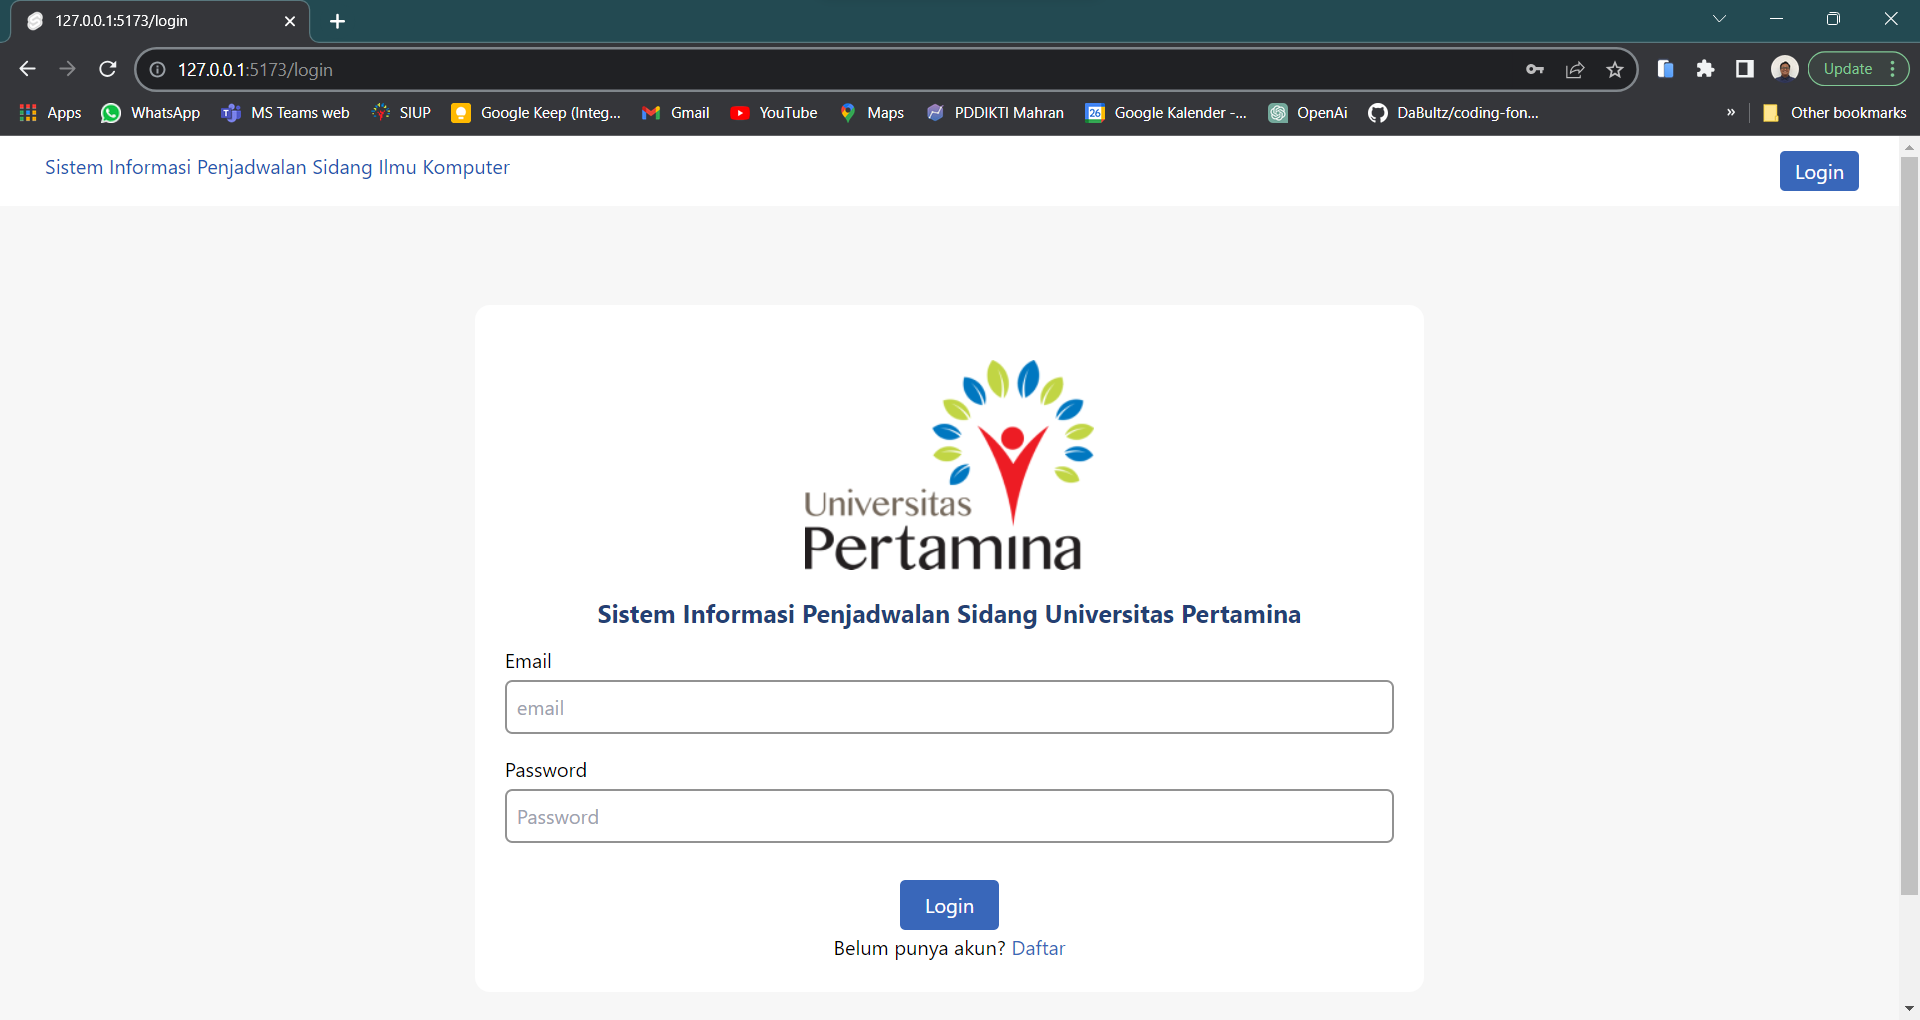 127.0.0.1:5173/login
127.0.0.1:5173/login
Update
Apps WhatsApp MS Teams web SIUP Google Keep (Integ... Gmail YouTube Maps PDDIKTI Mahran 26 Google Kalender -... OpenAi DaBultz/coding-fon... » Other bookmarks
Sistem Informasi Penjadwalan Sidang Ilmu Komputer
Login
Universitas
Pertamina
Sistem Informasi Penjadwalan Sidang Universitas Pertamina
Email
email
Password
Password
Login
Belum punya akun? Daftar